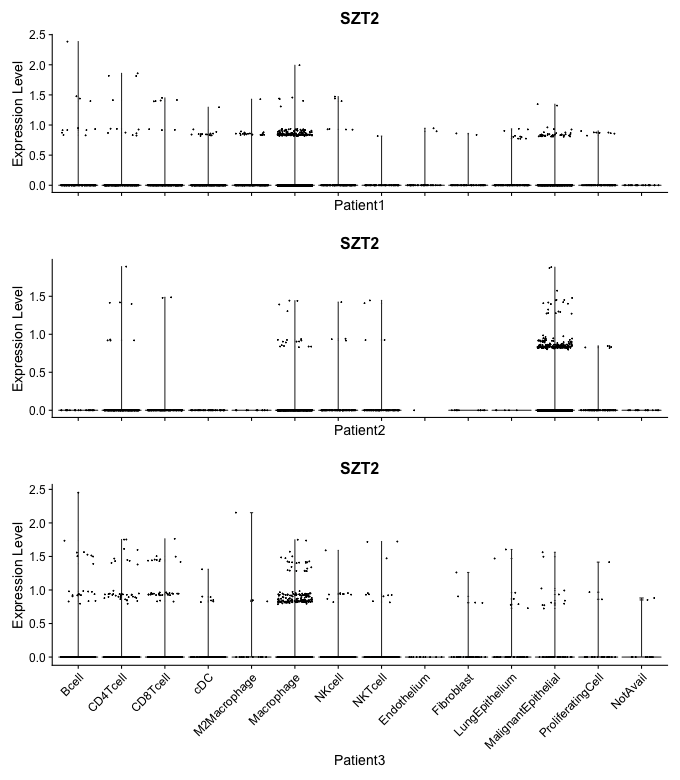 SZT2
2.5
2.0
1.5
1.0
0.5
0.0
Expression Level
Patient1
SZT2
1.5
1.0
0.5
0.0
Expression Level
Patient2
SZT2
2.5
2.0
1.5
1.0
0.5
0.0
Expression Level
Bcell
CD4Tcell
CD8Tcell
cDC
M2Macrophage
Macrophage
NKcell
NKTcell
Endothelium
Fibroblast
LungEpithelium
MalignantEpithelial
ProliferatingCell
NotAvail
Patient3